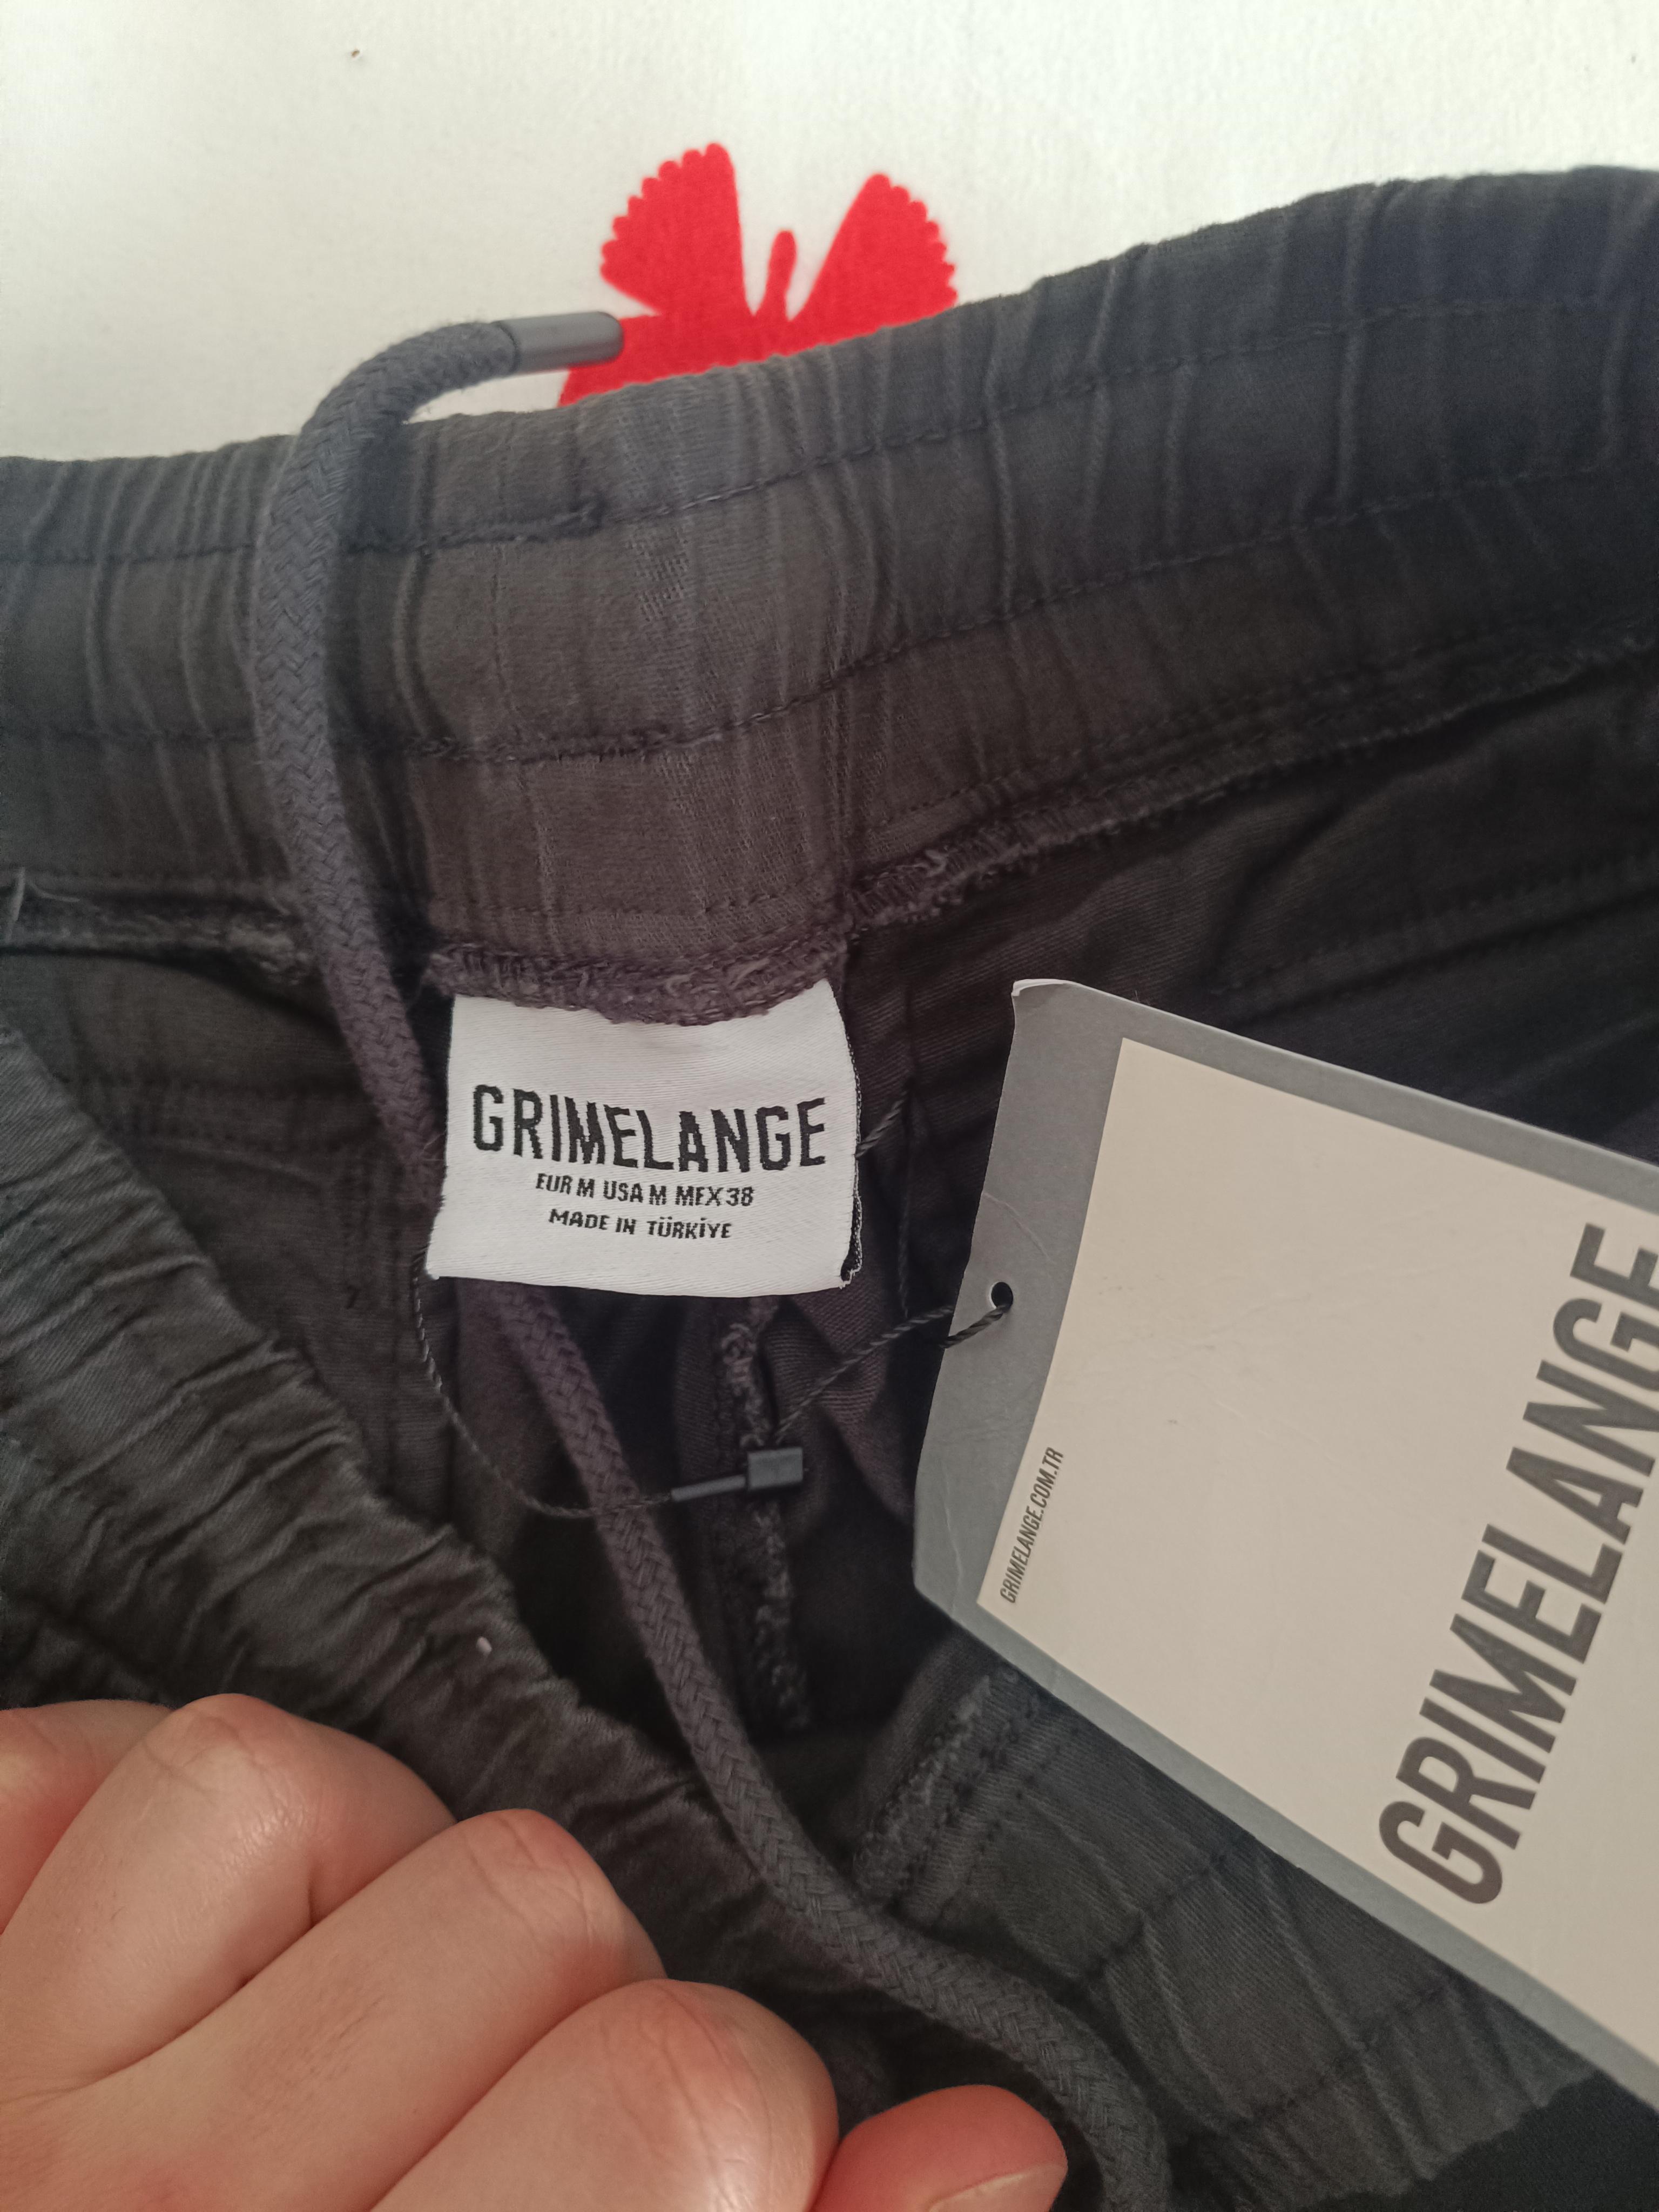 GRIMELANGE
EUR M USA M MEX 38
MADE IN TÜRKİYE
GRIMELANGE.COM.TR
GRIMELANGE